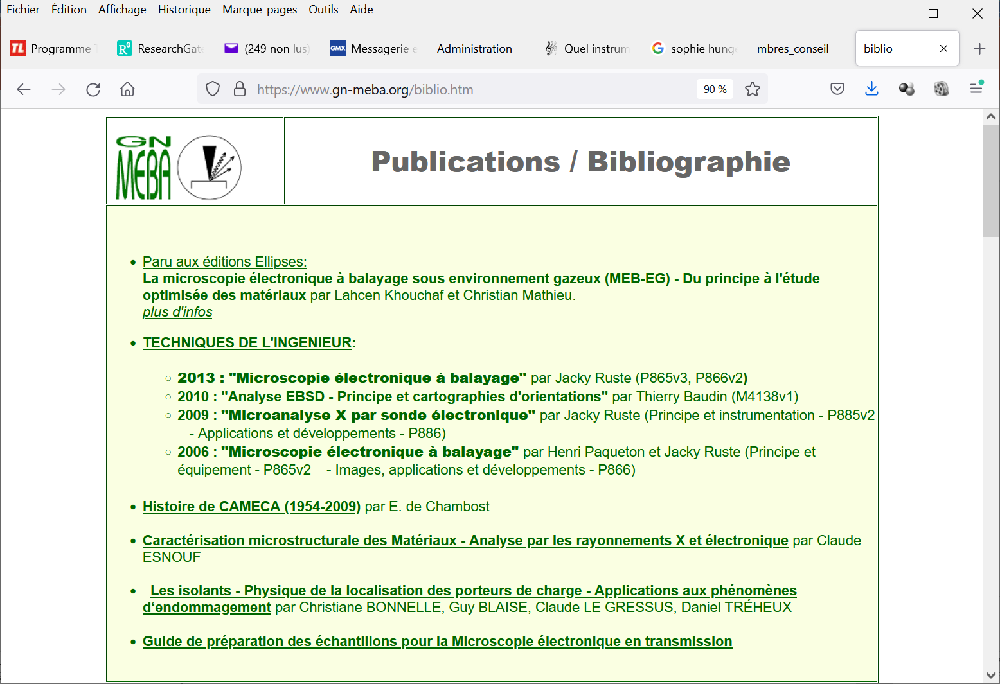 Fichier Édition Affichage Historique Marque-pages Outils Aide
TL Programme RG ResearchGat (249 non lus) GMX Messagerie e Administration Quel instrum G sophie hung mbres_conseil biblio
https://www.gn-meba.org/biblio.htm 90 %
GN
MEBA
Publications / Bibliographie
Paru aux éditions Ellipses:
La microscopie électronique à balayage sous environnement gazeux (MEB-EG) - Du principe à l'étude
optimisée des matériaux par Lahcen Khouchaf et Christian Mathieu.
plus d'infos
TECHNIQUES DE L'INGENIEUR:
2013 : "Microscopie électronique à balayage" par Jacky Ruste (P865v3, P866v2)
2010 : "Analyse EBSD - Principe et cartographies d'orientations" par Thierry Baudin (M4138v1)
2009 : "Microanalyse X par sonde électronique" par Jacky Ruste (Principe et instrumentation - P885v2
- Applications et développements - P886)
2006 : "Microscopie électronique à balayage" par Henri Paqueton et Jacky Ruste (Principe et
équipement - P865v2 - Images, applications et développements - P866)
Histoire de CAMECA (1954-2009) par E. de Chambost
Caractérisation microstructurale des Matériaux - Analyse par les rayonnements X et électronique par Claude
ESNOUF
Les isolants - Physique de la localisation des porteurs de charge - Applications aux phénomènes
d‘endommagement par Christiane BONNELLE, Guy BLAISE, Claude LE GRESSUS, Daniel TRÉHEUX
Guide de préparation des échantillons pour la Microscopie électronique en transmission